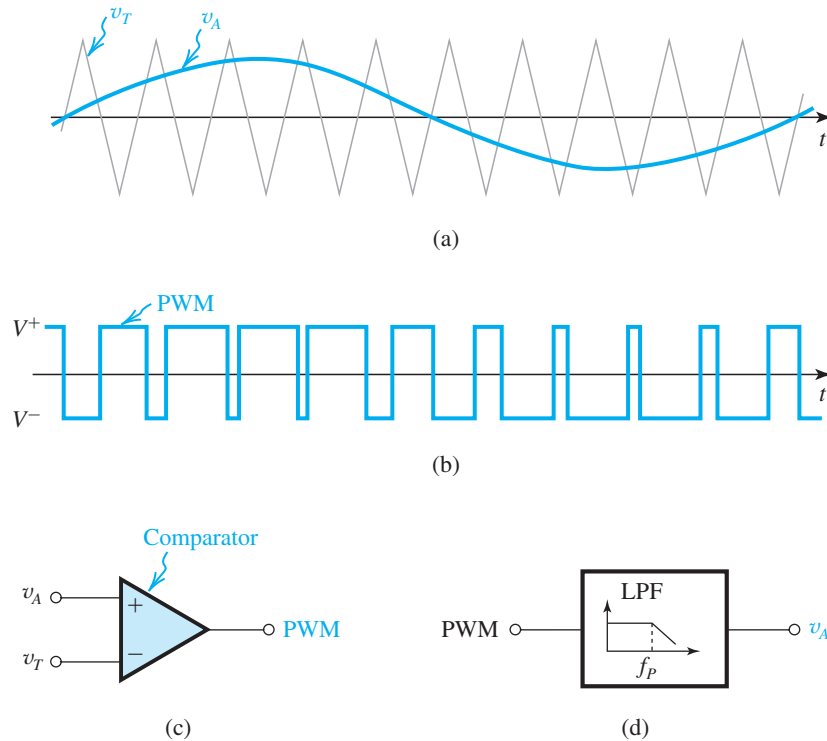 v_T
v_A
t
(a)
PWM
V⁺
t
V⁻
(b)
Comparator
v_A
+
PWM
v_T
−
(c)
LPF
PWM
v_A
f_P
(d)